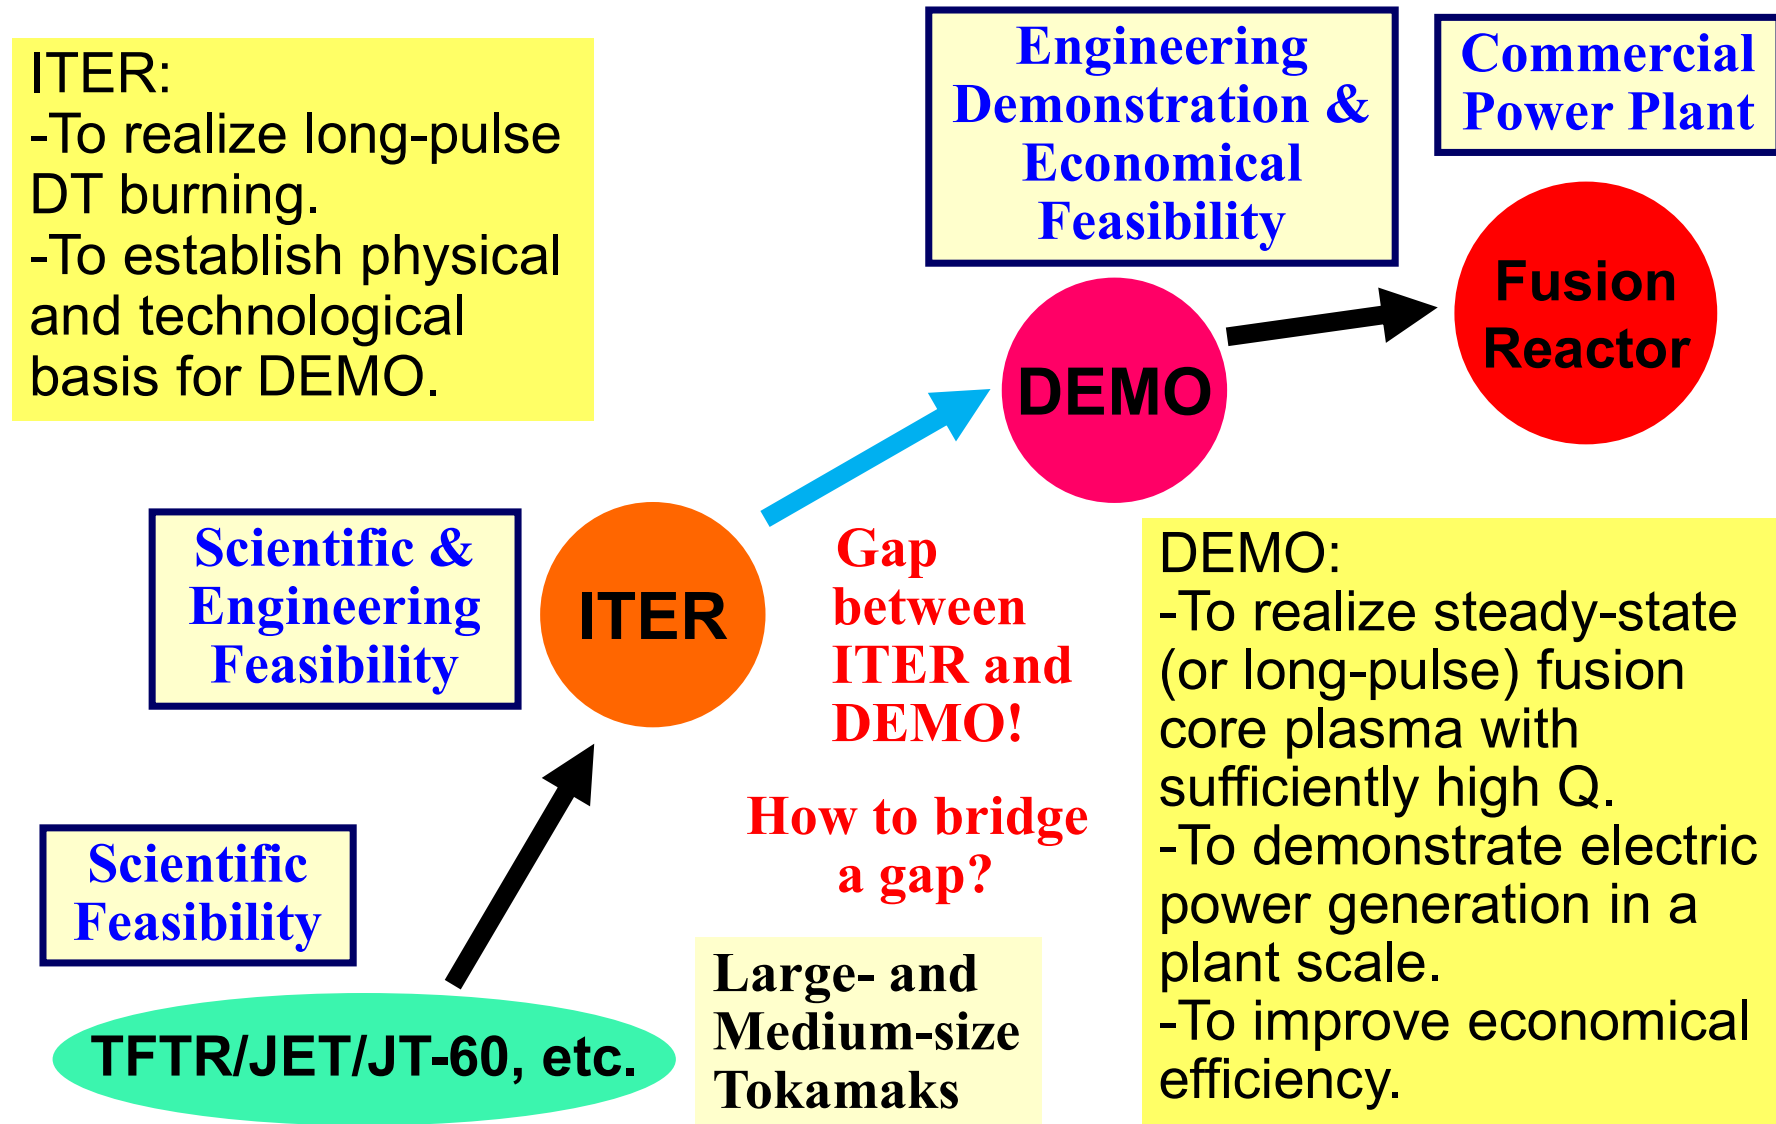 ITER:
-To realize long-pulse
DT burning.
-To establish physical
and technological
basis for DEMO.
Engineering
Demonstration &
Economical
Feasibility
Commercial
Power Plant
Fusion
Reactor
DEMO
Scientific &
Engineering
Feasibility
ITER
Gap
between
ITER and
DEMO!
How to bridge
a gap?
DEMO:
-To realize steady-state
(or long-pulse) fusion
core plasma with
sufficiently high Q.
-To demonstrate electric
power generation in a
plant scale.
-To improve economical
efficiency.
Scientific
Feasibility
TFTR/JET/JT-60, etc.
Large- and
Medium-size
Tokamaks